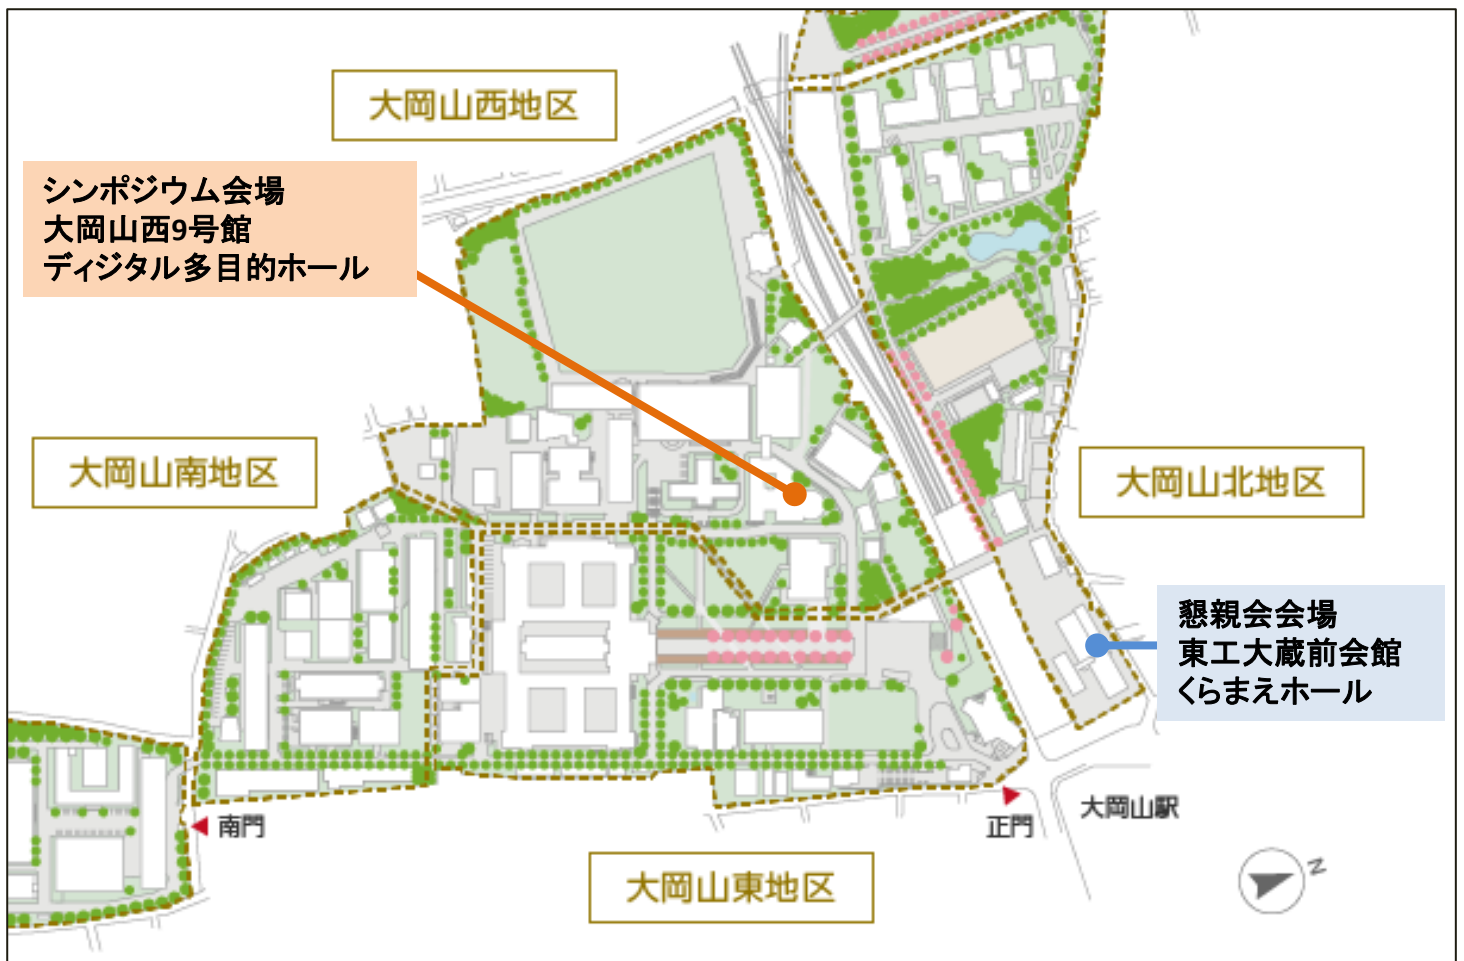 大岡山西地区
シンポジウム会場
大岡山西9号館
ディジタル多目的ホール
大岡山南地区
大岡山北地区
懇親会会場
東工大蔵前会館
くらまえホール
南門
正門
大岡山駅
大岡山東地区
N